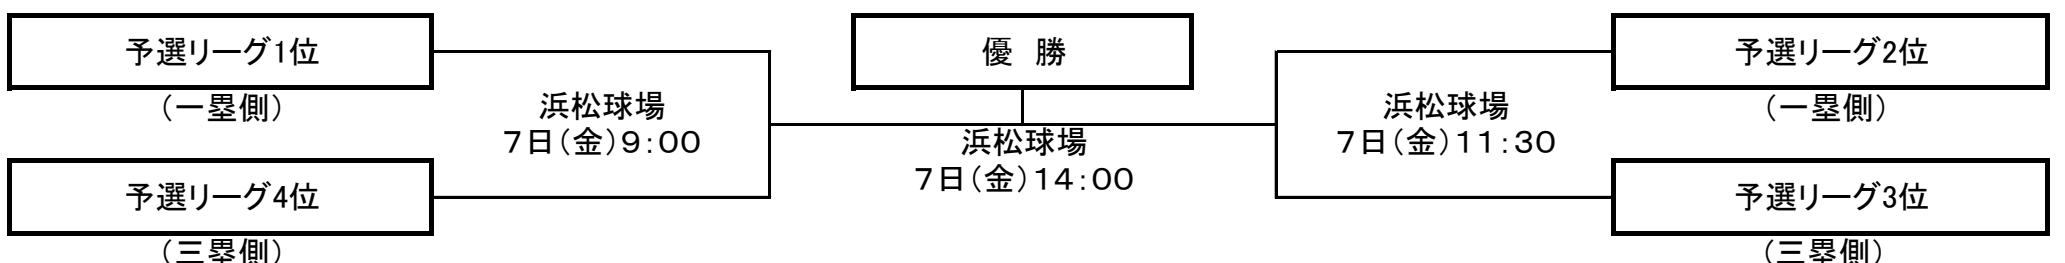 予選リーグ1位
(一塁側)
浜松球場
7日(金)9:00
予選リーグ4位
(三塁側)
優　勝
浜松球場
7日(金)14:00
浜松球場
7日(金)11:30
予選リーグ2位
(一塁側)
予選リーグ3位
(三塁側)